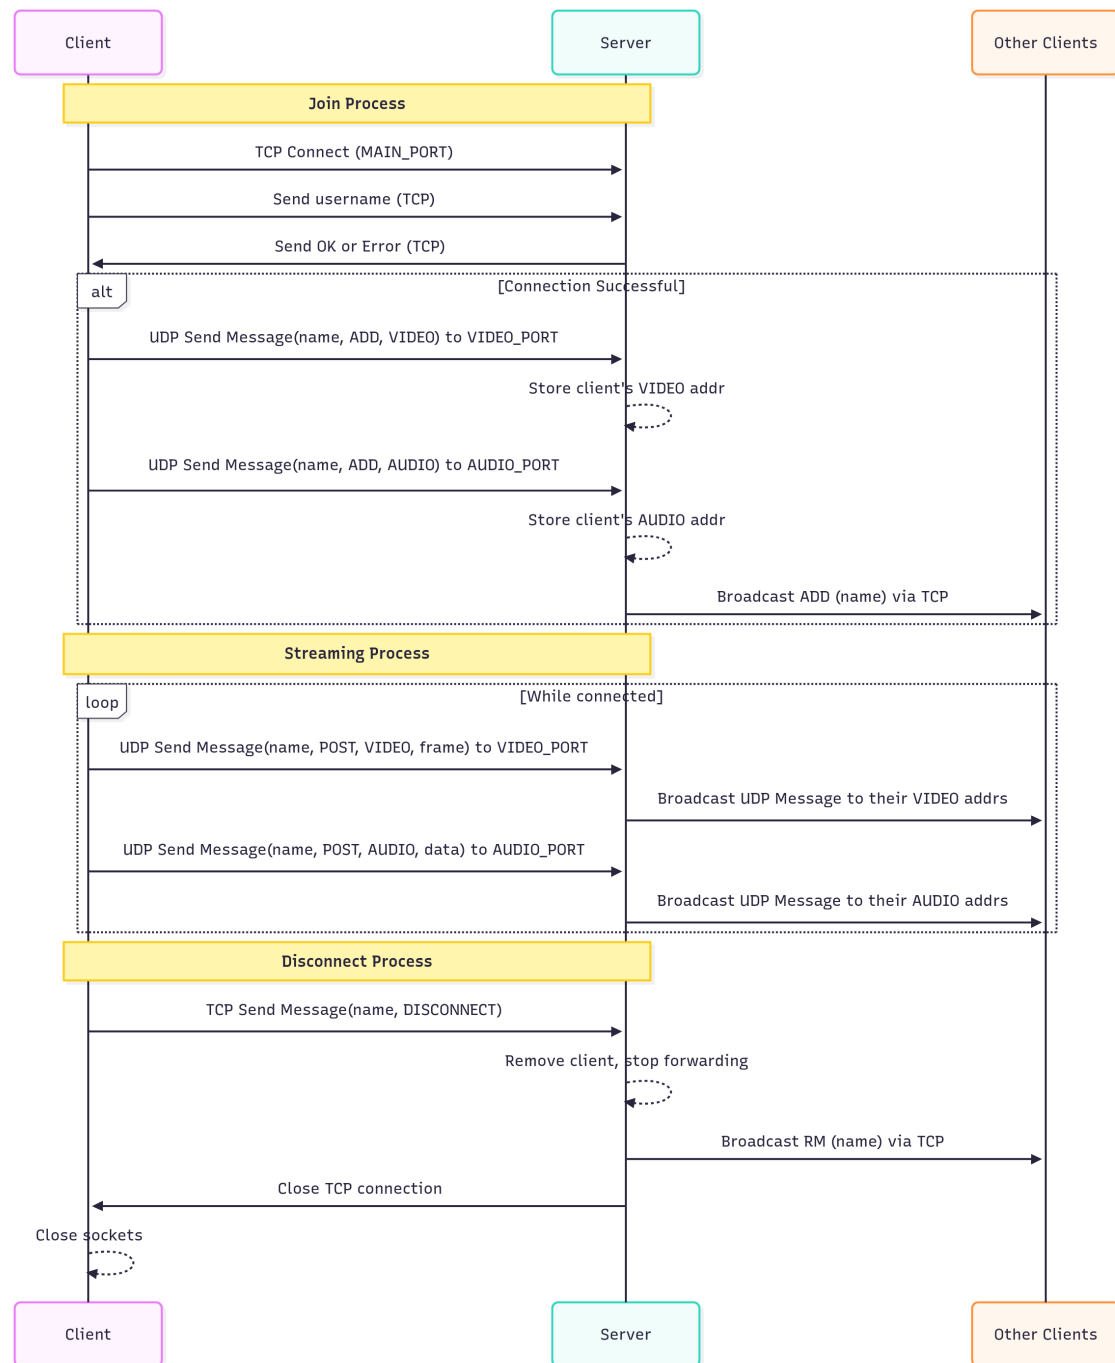 Client
Server
Other Clients
Join Process
TCP Connect (MAIN_PORT)
Send username (TCP)
Send OK or Error (TCP)
alt
[Connection Successful]
UDP Send Message(name, ADD, VIDEO) to VIDEO_PORT
Store client's VIDEO addr
UDP Send Message(name, ADD, AUDIO) to AUDIO_PORT
Store client's AUDIO addr
Broadcast ADD (name) via TCP
Streaming Process
loop
[While connected]
UDP Send Message(name, POST, VIDEO, frame) to VIDEO_PORT
Broadcast UDP Message to their VIDEO addrs
UDP Send Message(name, POST, AUDIO, data) to AUDIO_PORT
Broadcast UDP Message to their AUDIO addrs
Disconnect Process
TCP Send Message(name, DISCONNECT)
Remove client, stop forwarding
Broadcast RM (name) via TCP
Close TCP connection
Close sockets
Client
Server
Other Clients